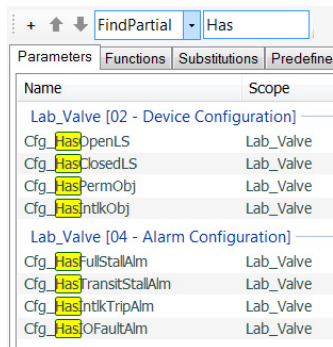 + FindPartial Has
Parameters Functions Substitutions Predefine
Name Scope
Lab_Valve [02 - Device Configuration]
Cfg_HasOpenLS Lab_Valve
Cfg_HasClosedLS Lab_Valve
Cfg_HasPermObj Lab_Valve
Cfg_HasIntlkObj Lab_Valve
Lab_Valve [04 - Alarm Configuration]
Cfg_HasFullStallAlm Lab_Valve
Cfg_HasTransitStallAlm Lab_Valve
Cfg_HasIntlkTripAlm Lab_Valve
Cfg_HasIOFaultAlm Lab_Valve